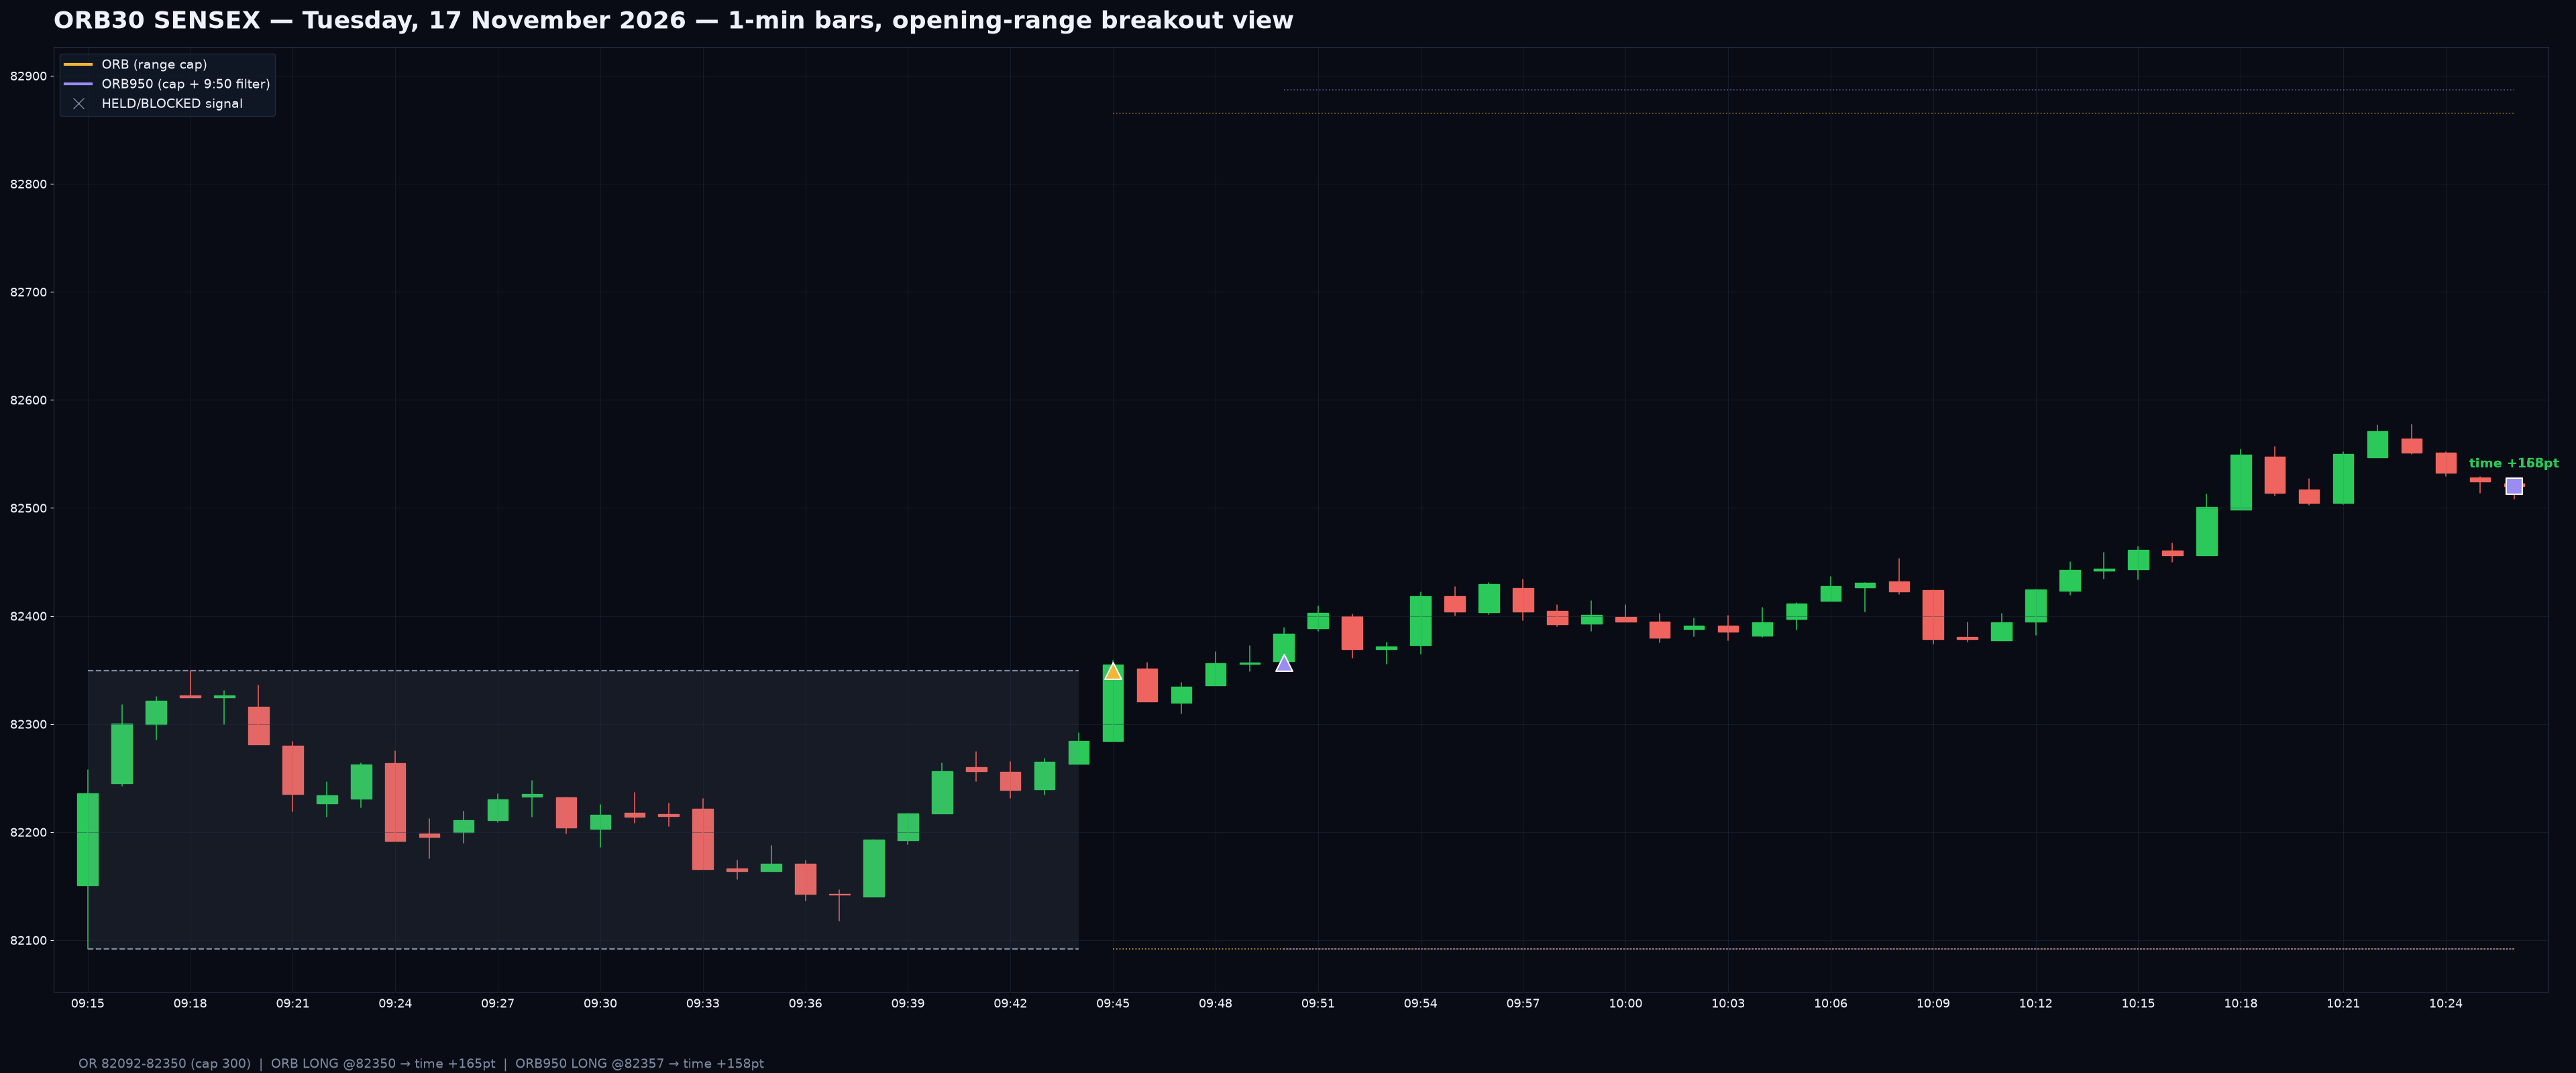 ORB30 SENSEX — Tuesday, 17 November 2026 — 1-min bars, opening-range breakout view
ORB (range cap)
ORB950 (cap + 9:50 filter)
HELD/BLOCKED signal
82900
82800
82700
82600
82500
82400
82300
82200
82100
time +168pt
09:15 09:18 09:21 09:24 09:27 09:30 09:33 09:36 09:39 09:42 09:45 09:48 09:51 09:54 09:57 10:00 10:03 10:06 10:09 10:12 10:15 10:18 10:21 10:24
OR 82092-82350 (cap 300) | ORB LONG @82350 → time +165pt | ORB950 LONG @82357 → time +158pt